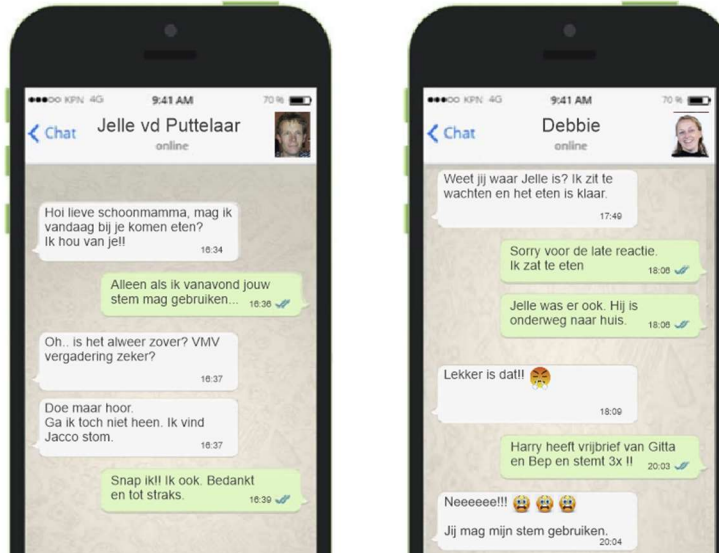 KPN 4G 9:41 AM 70 %
Chat Jelle vd Puttelaar
online
Hoi lieve schoonmamma, mag ik
vandaag bij je komen eten?
Ik hou van je!!
16:34
Alleen als ik vanavond jouw
stem mag gebruiken... 16:36
Oh.. is het alweer zover? VMV
vergadering zeker?
16:37
Doe maar hoor.
Ga ik toch niet heen. Ik vind
Jacco stom.
16:37
Snap ik!! Ik ook. Bedankt
en tot straks. 16:39
KPN 4G 9:41 AM 70 %
Chat Debbie
online
Weet jij waar Jelle is? Ik zit te
wachten en het eten is klaar.
17:49
Sorry voor de late reactie.
Ik zat te eten 18:06
Jelle was er ook. Hij is
onderweg naar huis. 18:06
Lekker is dat!! 😤
18:09
Harry heeft vrijbrief van Gitta
en Bep en stemt 3x !! 20:03
Neeeeee!!! 😭 😭 😭
Jij mag mijn stem gebruiken.
20:04